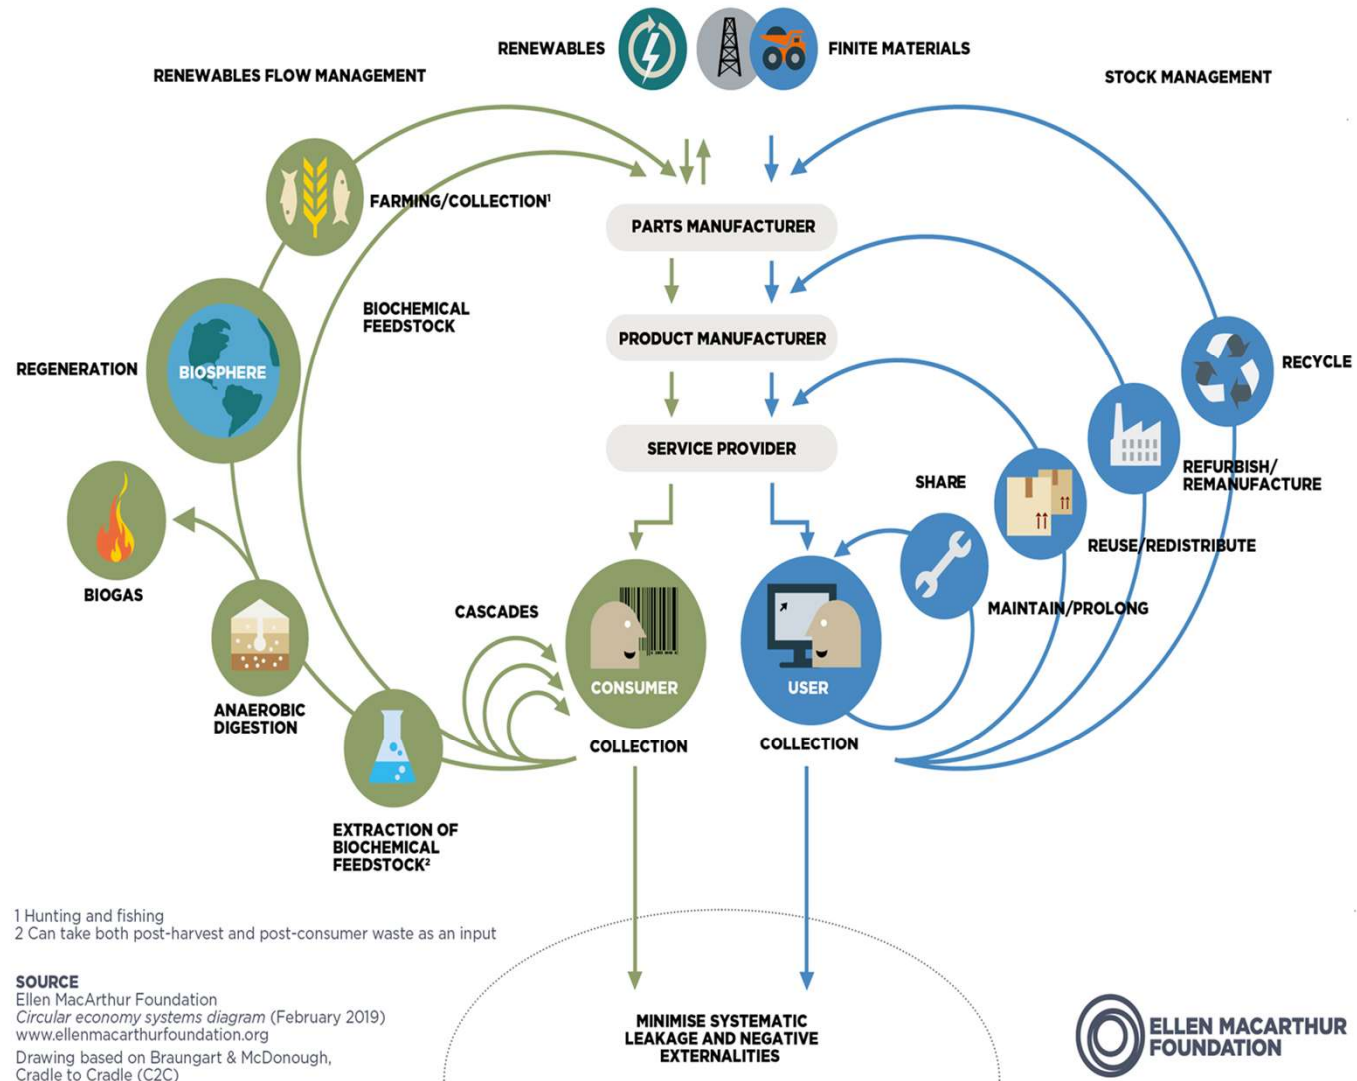 RENEWABLES
FINITE MATERIALS
RENEWABLES FLOW MANAGEMENT
STOCK MANAGEMENT
FARMING/COLLECTION¹
PARTS MANUFACTURER
BIOCHEMICAL
FEEDSTOCK
PRODUCT MANUFACTURER
REGENERATION
BIOSPHERE
RECYCLE
SERVICE PROVIDER
SHARE
REFURBISH/
REMANUFACTURE
REUSE/REDISTRIBUTE
BIOGAS
CASCADES
MAINTAIN/PROLONG
CONSUMER
USER
ANAEROBIC
DIGESTION
COLLECTION
COLLECTION
EXTRACTION OF
BIOCHEMICAL
FEEDSTOCK²
1 Hunting and fishing
2 Can take both post-harvest and post-consumer waste as an input
SOURCE
Ellen MacArthur Foundation
Circular economy systems diagram (February 2019)
www.ellenmacarthurfoundation.org
Drawing based on Braungart & McDonough,
Cradle to Cradle (C2C)
MINIMISE SYSTEMATIC
LEAKAGE AND NEGATIVE
EXTERNALITIES
ELLEN MACARTHUR
FOUNDATION